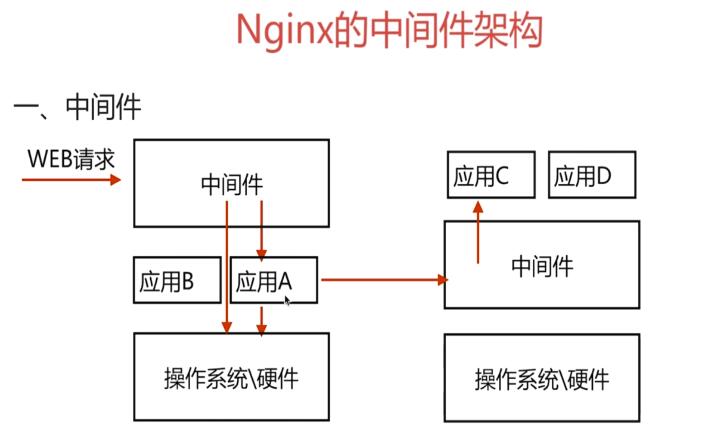 Nginx的中间件架构
一、中间件
WEB请求
中间件
应用B
应用A
操作系统\硬件
应用C
应用D
中间件
操作系统\硬件